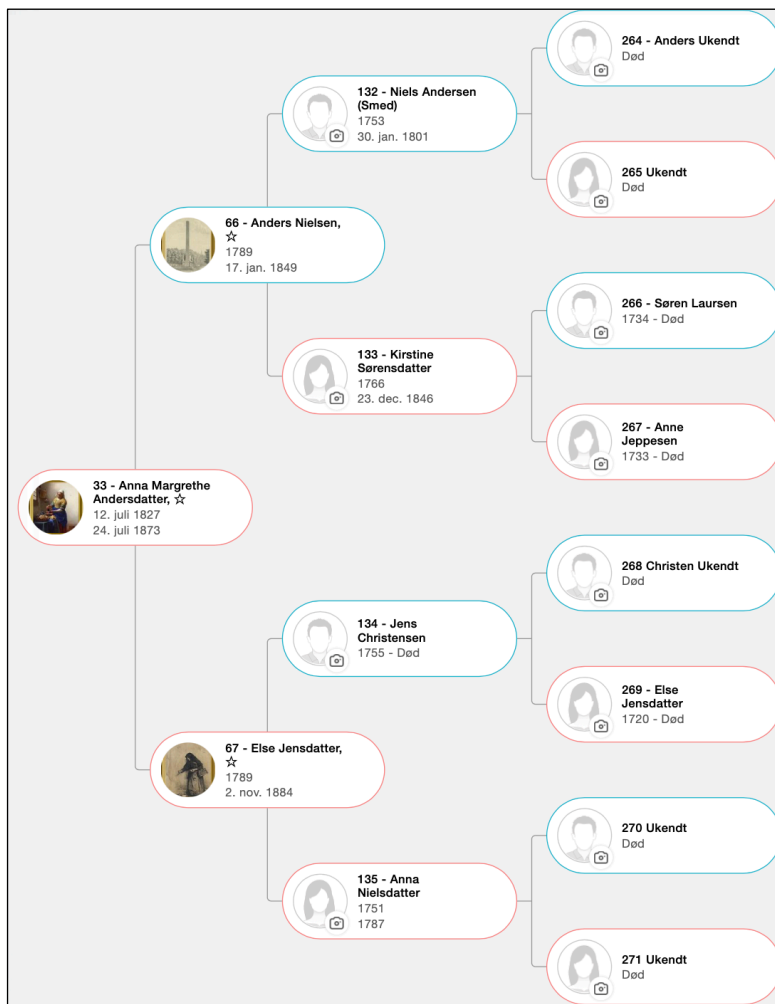 264 - Anders Ukendt
Død
132 - Niels Andersen
(Smed)
1753
30. jan. 1801
265 Ukendt
Død
66 - Anders Nielsen,
☆
1789
17. jan. 1849
266 - Søren Laursen
1734 - Død
133 - Kirstine
Sørensdatter
1766
23. dec. 1846
267 - Anne
Jeppesen
1733 - Død
33 - Anna Margrethe
Andersdatter, ☆
12. juli 1827
24. juli 1873
268 Christen Ukendt
Død
134 - Jens
Christensen
1755 - Død
269 - Else
Jensdatter
1720 - Død
67 - Else Jensdatter,
☆
1789
2. nov. 1884
270 Ukendt
Død
135 - Anna
Nielsdatter
1751
1787
271 Ukendt
Død